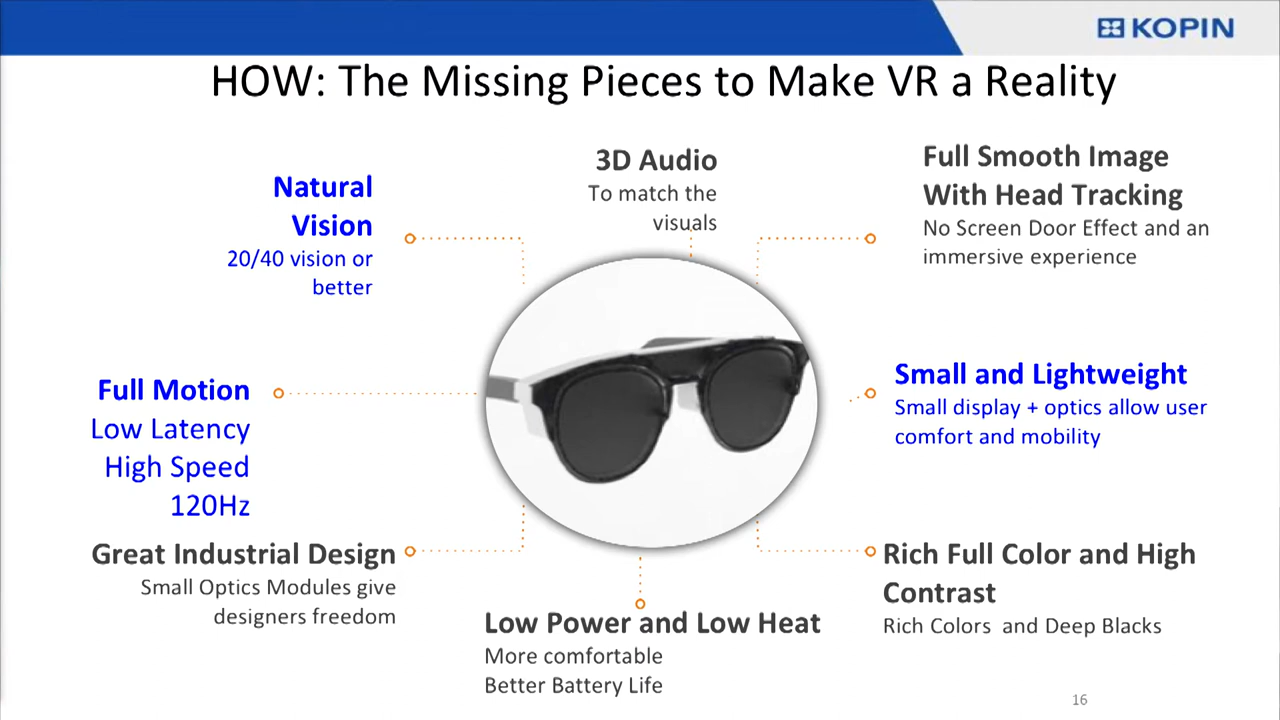 KOPIN
HOW: The Missing Pieces to Make VR a Reality
3D Audio
To match the
visuals
Full Smooth Image
With Head Tracking
No Screen Door Effect and an
immersive experience
Natural
Vision
20/40 vision or
better
Full Motion
Low Latency
High Speed
120Hz
Small and Lightweight
Small display + optics allow user
comfort and mobility
Great Industrial Design
Small Optics Modules give
designers freedom
Low Power and Low Heat
More comfortable
Better Battery Life
Rich Full Color and High
Contrast
Rich Colors and Deep Blacks
16